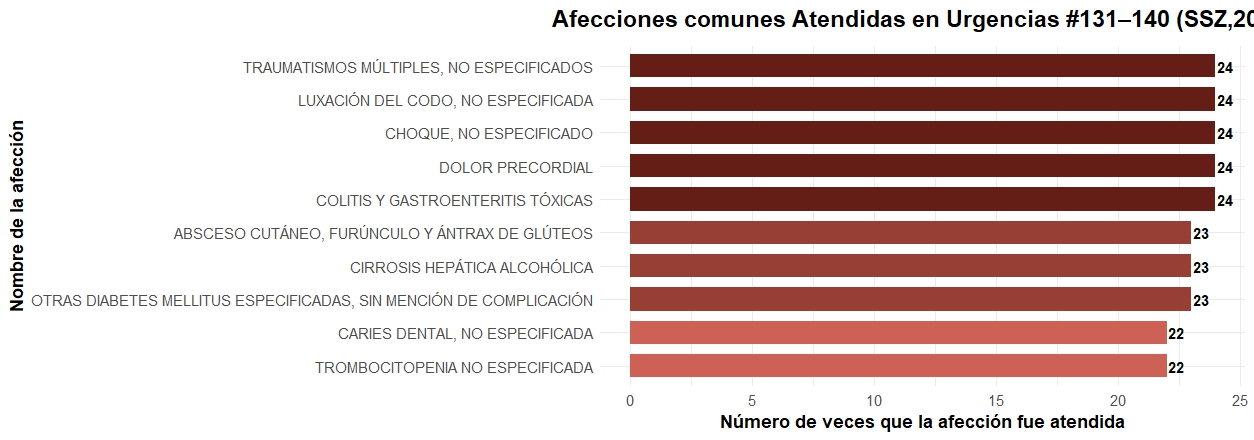 Afecciones comunes Atendidas en Urgencias #131–140 (SSZ,20
Nombre de la afección
TRAUMATISMOS MÚLTIPLES, NO ESPECIFICADOS 24
LUXACIÓN DEL CODO, NO ESPECIFICADA 24
CHOQUE, NO ESPECIFICADO 24
DOLOR PRECORDIAL 24
COLITIS Y GASTROENTERITIS TÓXICAS 24
ABSCESO CUTÁNEO, FURÚNCULO Y ÁNTRAX DE GLÚTEOS 23
CIRROSIS HEPÁTICA ALCOHÓLICA 23
OTRAS DIABETES MELLITUS ESPECIFICADAS, SIN MENCIÓN DE COMPLICACIÓN 23
CARIES DENTAL, NO ESPECIFICADA 22
TROMBOCITOPENIA NO ESPECIFICADA 22
0 5 10 15 20 25
Número de veces que la afección fue atendida